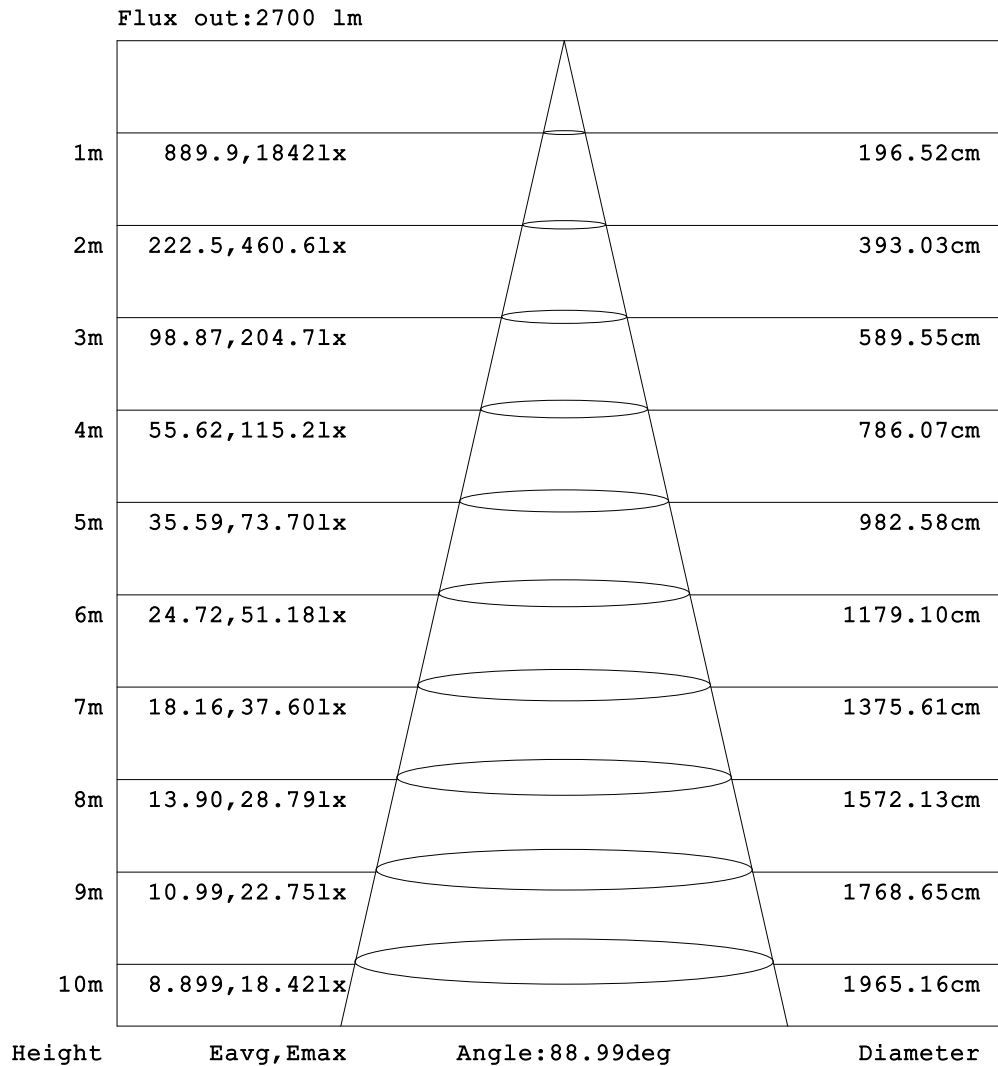 Flux out:2700 lm
1m 889.9,1842lx 196.52cm
2m 222.5,460.6lx 393.03cm
3m 98.87,204.7lx 589.55cm
4m 55.62,115.2lx 786.07cm
5m 35.59,73.70lx 982.58cm
6m 24.72,51.18lx 1179.10cm
7m 18.16,37.60lx 1375.61cm
8m 13.90,28.79lx 1572.13cm
9m 10.99,22.75lx 1768.65cm
10m 8.899,18.42lx 1965.16cm
Height Eavg,Emax Angle:88.99deg Diameter